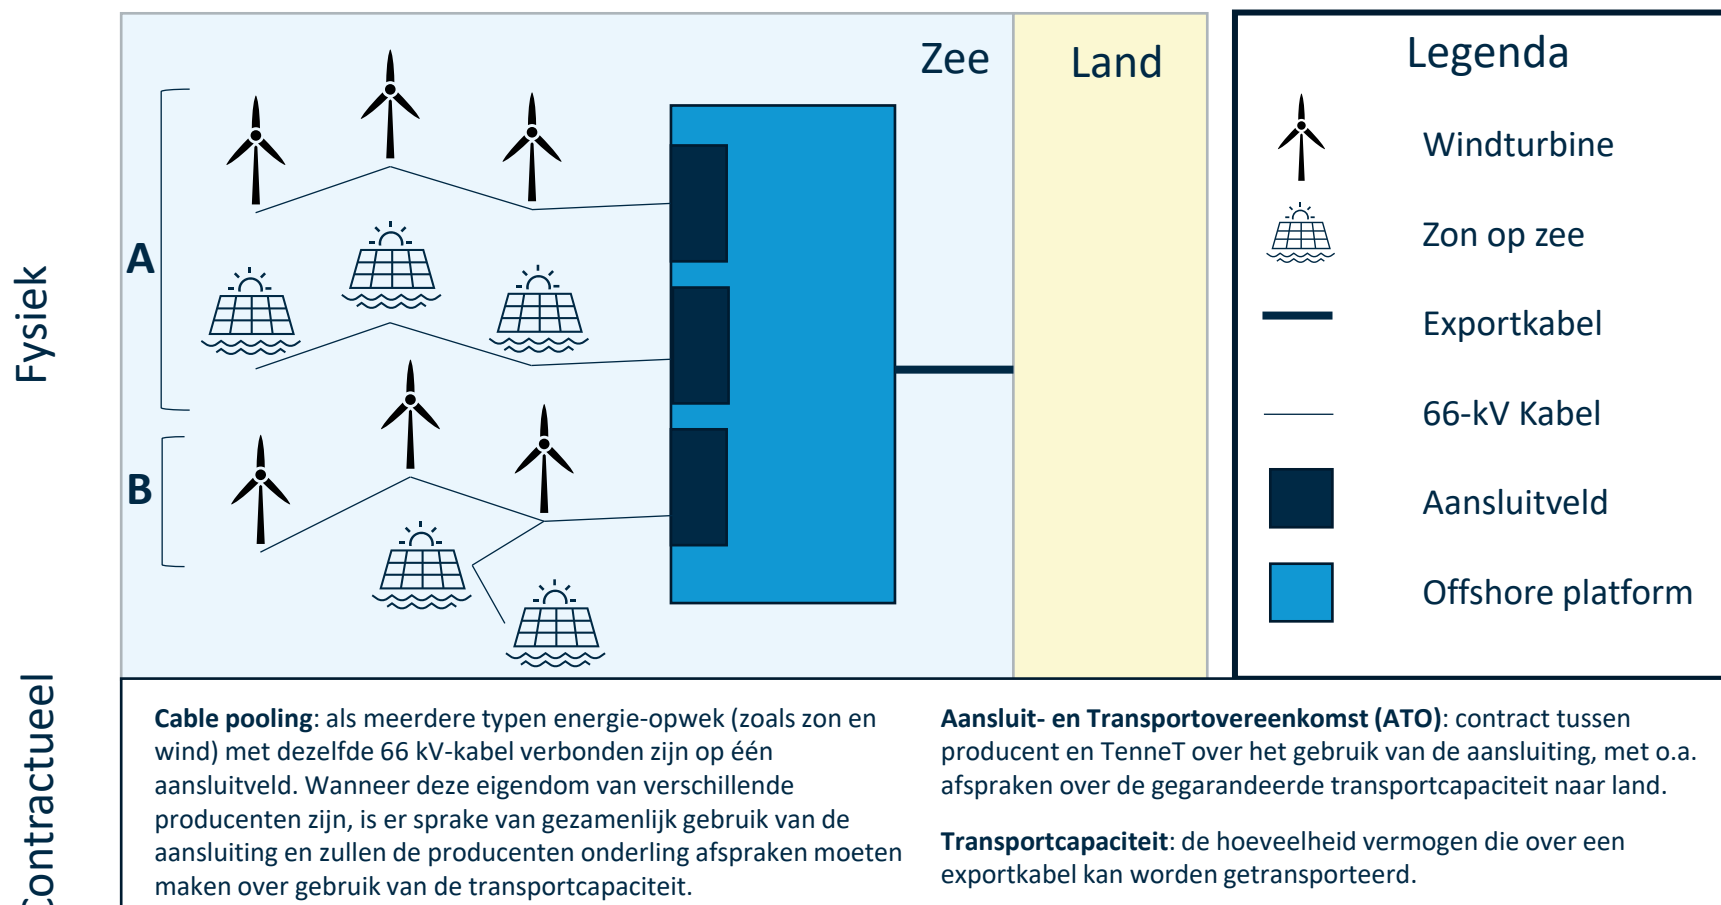 Fysiek
Zee
Land
A
B
Legenda
Windturbine
Zon op zee
Exportkabel
66-kV Kabel
Aansluitveld
Offshore platform
Contractueel
Cable pooling: als meerdere typen energie-opwek (zoals zon en
wind) met dezelfde 66 kV-kabel verbonden zijn op één
aansluitveld. Wanneer deze eigendom van verschillende
producenten zijn, is er sprake van gezamenlijk gebruik van de
aansluiting en zullen de producenten onderling afspraken moeten
maken over gebruik van de transportcapaciteit.
Aansluit- en Transportovereenkomst (ATO): contract tussen
producent en TenneT over het gebruik van de aansluiting, met o.a.
afspraken over de gegarandeerde transportcapaciteit naar land.
Transportcapaciteit: de hoeveelheid vermogen die over een
exportkabel kan worden getransporteerd.